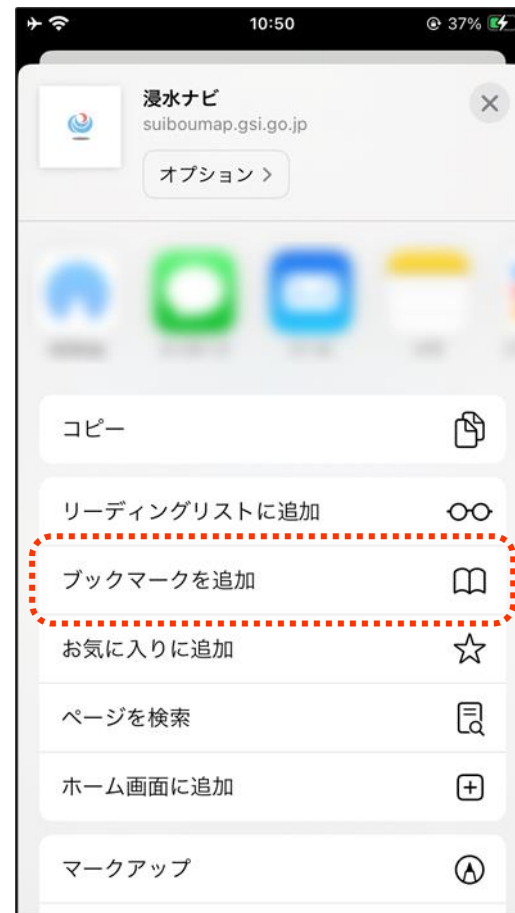 10:50
37%
浸水ナビ
suiboumap.gsi.go.jp
オプション
コピー
リーディングリストに追加
ブックマークを追加
お気に入りに追加
ページを検索
ホーム画面に追加
マークアップ